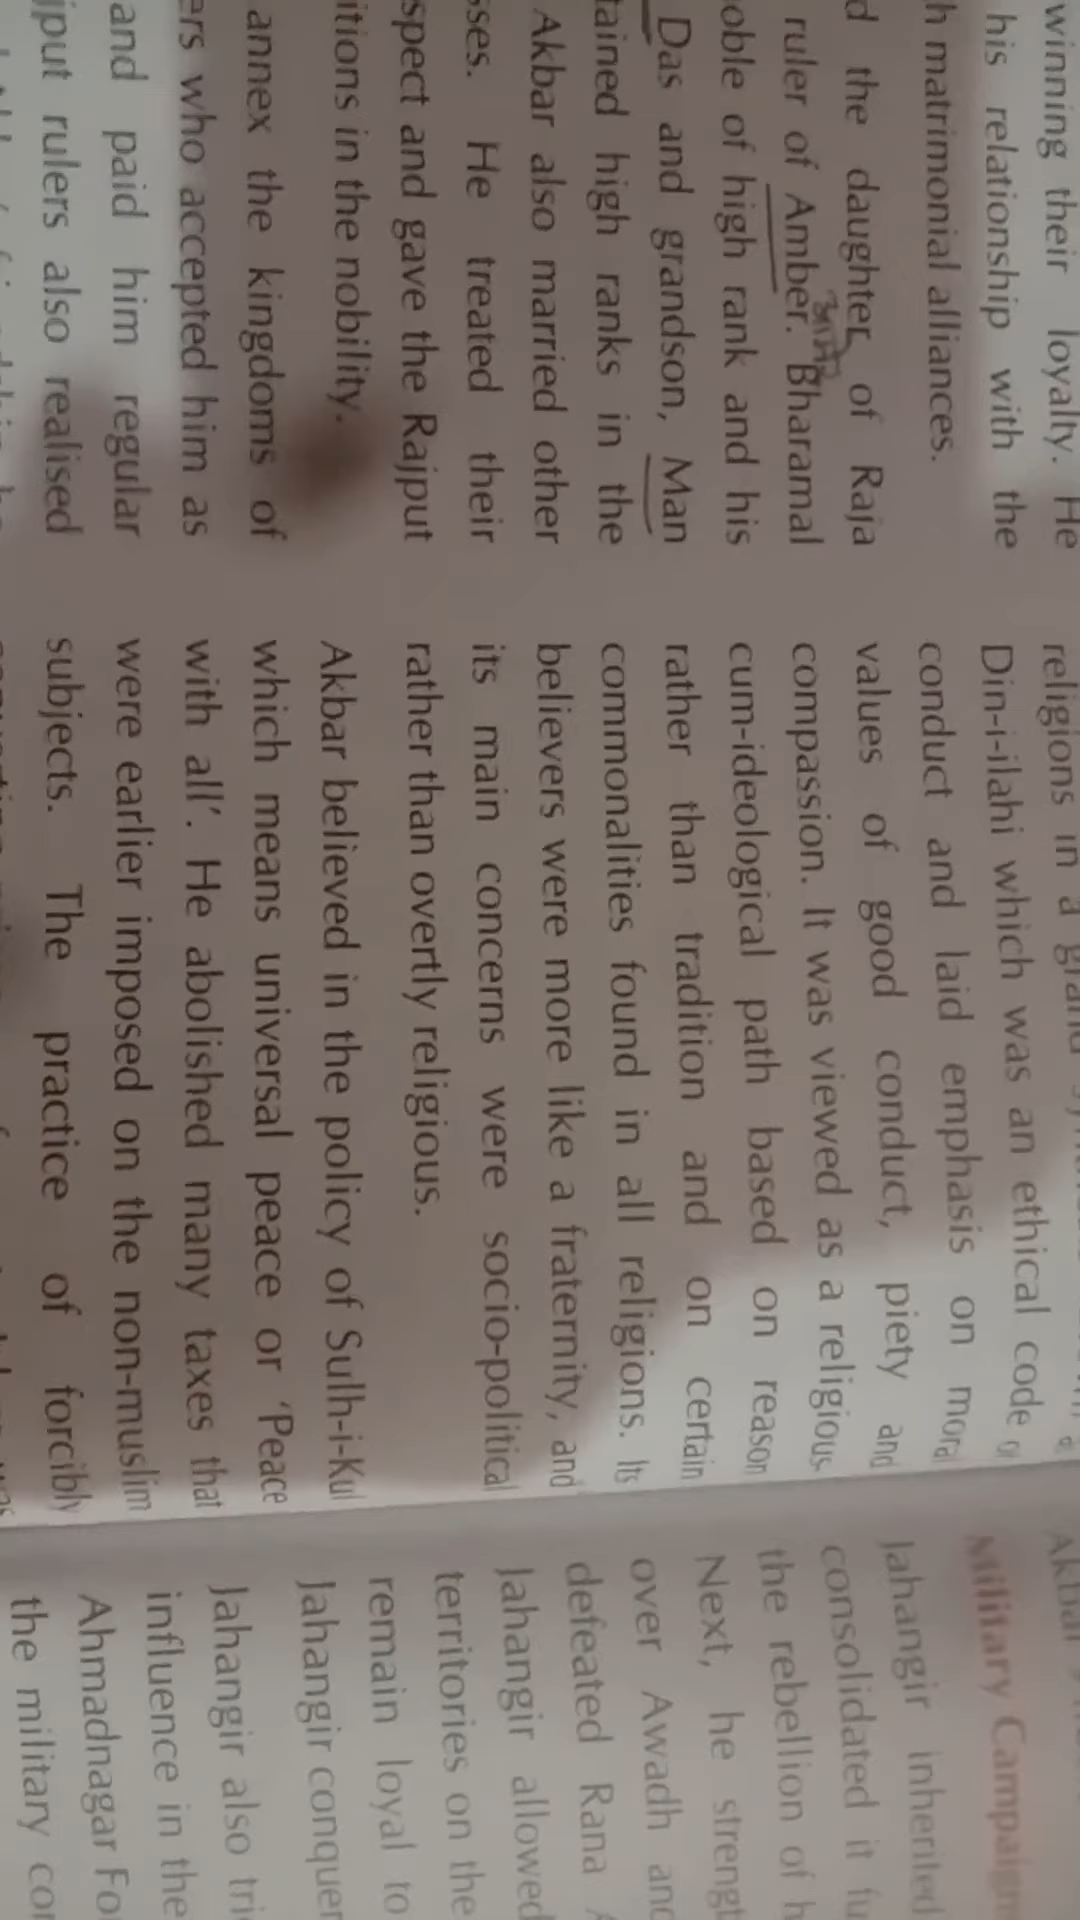 winning their loyalty. He
his relationship with the
h matrimonial alliances.
d the daughter of Raja
ruler of Amber. Bharamal
oble of high rank and his
Das and grandson, Man
tained high ranks in the
Akbar also married other
sses. He treated their
spect and gave the Rajput
itions in the nobility.
annex the kingdoms of
ers who accepted him as
and paid him regular
jput rulers also realised
religions in a
Din-i-ilahi which was an ethical code
conduct and laid emphasis on moral
values of good conduct, piety and
compassion. It was viewed as a religious-
cum-ideological path based on reason
rather than tradition and on certain
commonalities found in all religions. Its
believers were more like a fraternity, and
its main concerns were socio-political
rather than overtly religious.
Akbar believed in the policy of Sulh-i-Kul
which means universal peace or 'Peace
with all'. He abolished many taxes that
were earlier imposed on the non-muslim
subjects. The practice of forcibly
Military Campaign
Jahangir inherited
consolidated it fu
the rebellion of h
Next, he strengt
over Awadh and
defeated Rana
Jahangir allowed
territories on the
remain loyal to
Jahangir conquer
Jahangir also tri
influence in the
Ahmadnagar Fo
the military co